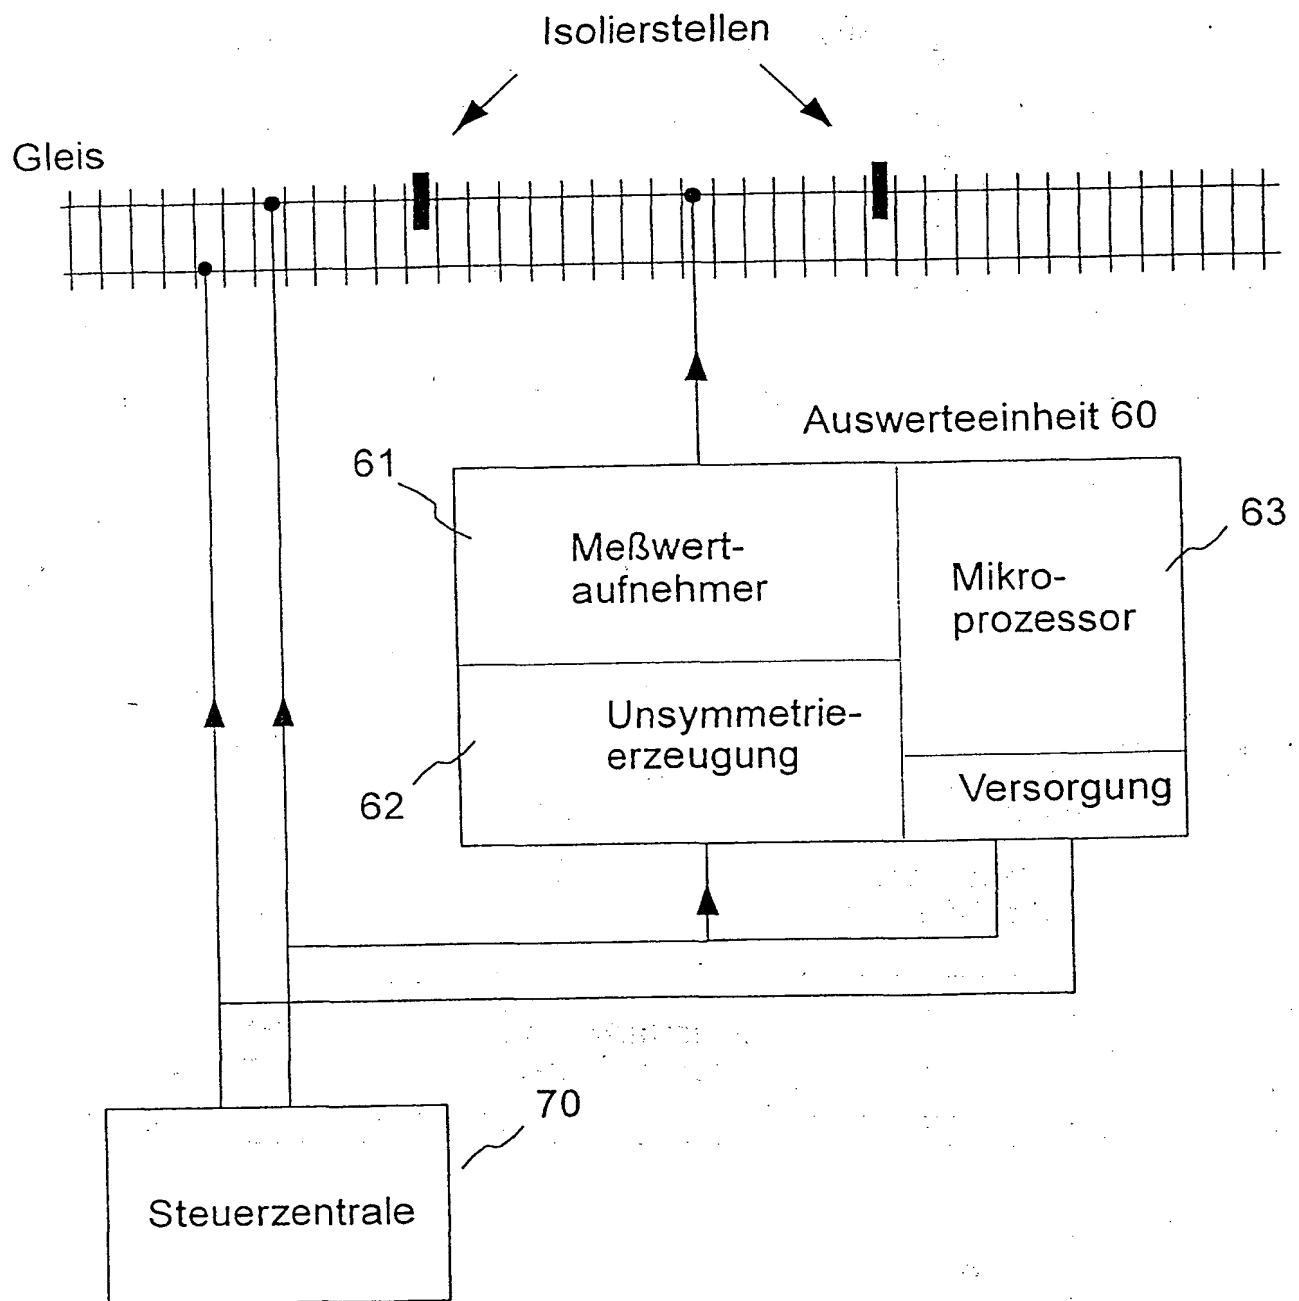 Isolierstellen
Gleis
Auswerteeinheit 60
61
63
Meßwert-
aufnehmer
Mikro-
prozessor
Unsymmetrie-
erzeugung
62
Versorgung
70
Steuerzentrale